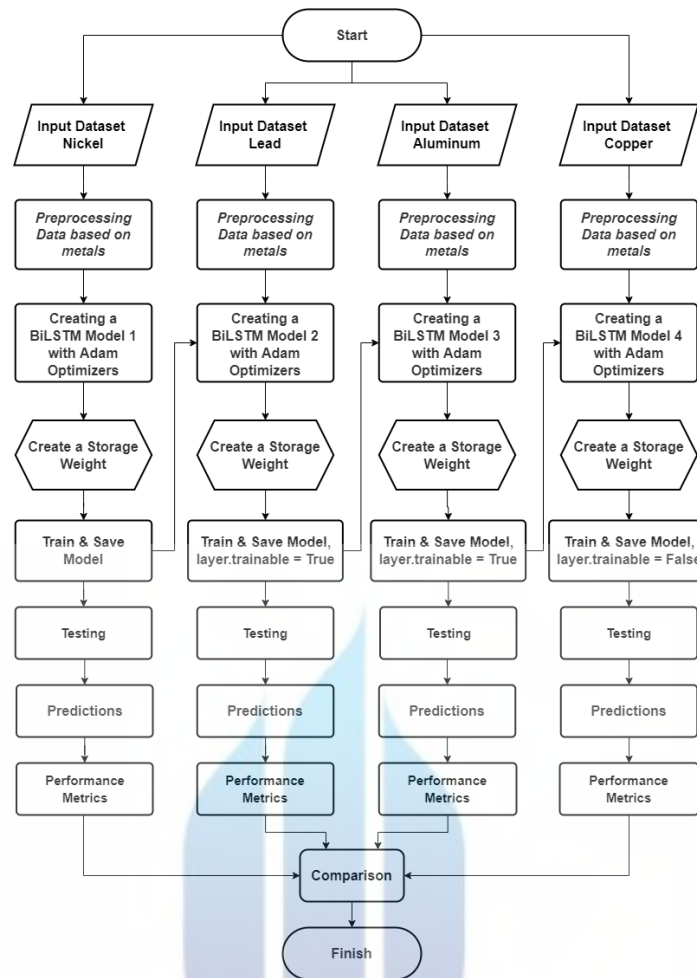 Start
Input Dataset
Nickel
Input Dataset
Lead
Input Dataset
Aluminum
Input Dataset
Copper
Preprocessing
Data based on
metals
Preprocessing
Data based on
metals
Preprocessing
Data based on
metals
Preprocessing
Data based on
metals
Creating a
BiLSTM Model 1
with Adam
Optimizers
Creating a
BiLSTM Model 2
with Adam
Optimizers
Creating a
BiLSTM Model 3
with Adam
Optimizers
Creating a
BiLSTM Model 4
with Adam
Optimizers
Create a Storage
Weight
Create a Storage
Weight
Create a Storage
Weight
Create a Storage
Weight
Train & Save
Model
Train & Save Model,
layer.trainable = True
Train & Save Model,
layer.trainable = True
Train & Save Model,
layer.trainable = False
Testing
Testing
Testing
Testing
Predictions
Predictions
Predictions
Predictions
Performance
Metrics
Performance
Metrics
Performance
Metrics
Performance
Metrics
Comparison
Finish